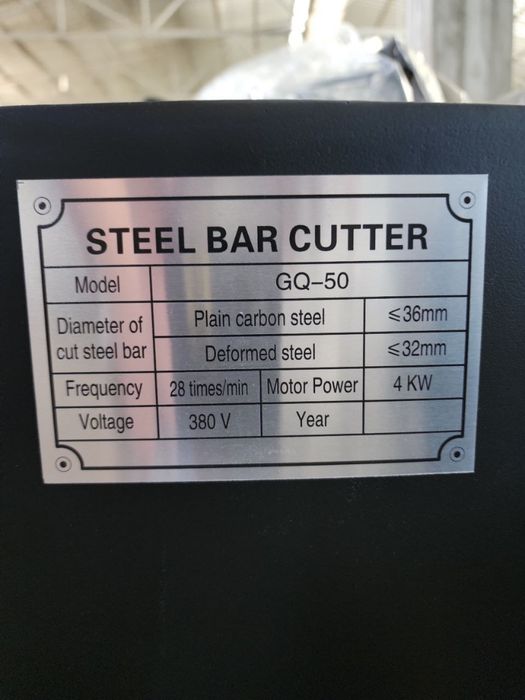 STEEL BAR CUTTER
Model GQ-50
Diameter of cut steel bar
Plain carbon steel ≤36mm
Deformed steel ≤32mm
Frequency 28 times/min Motor Power 4 KW
Voltage 380 V Year